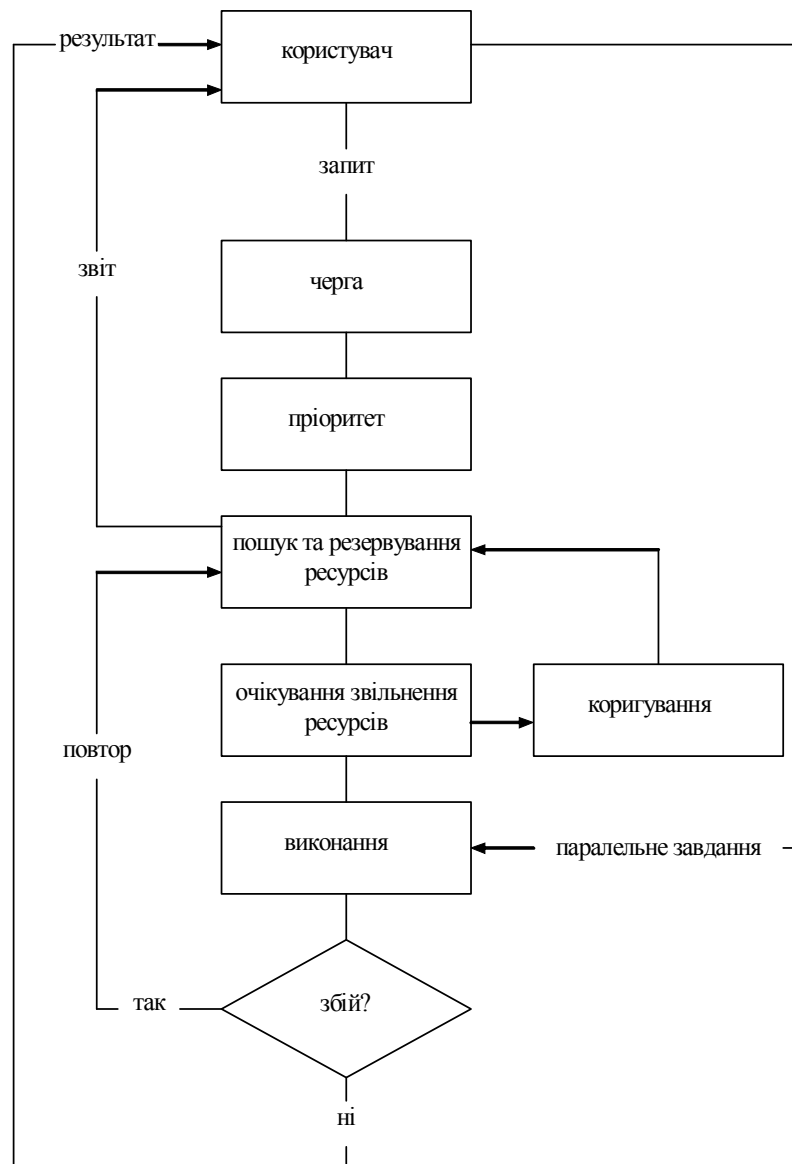 результат
користувач
запит
звіт
черга
пріоритет
пошук та резервування
ресурсів
очікування звільнення
ресурсів
коригування
повтор
виконання
паралельне завдання
так
збій?
ні